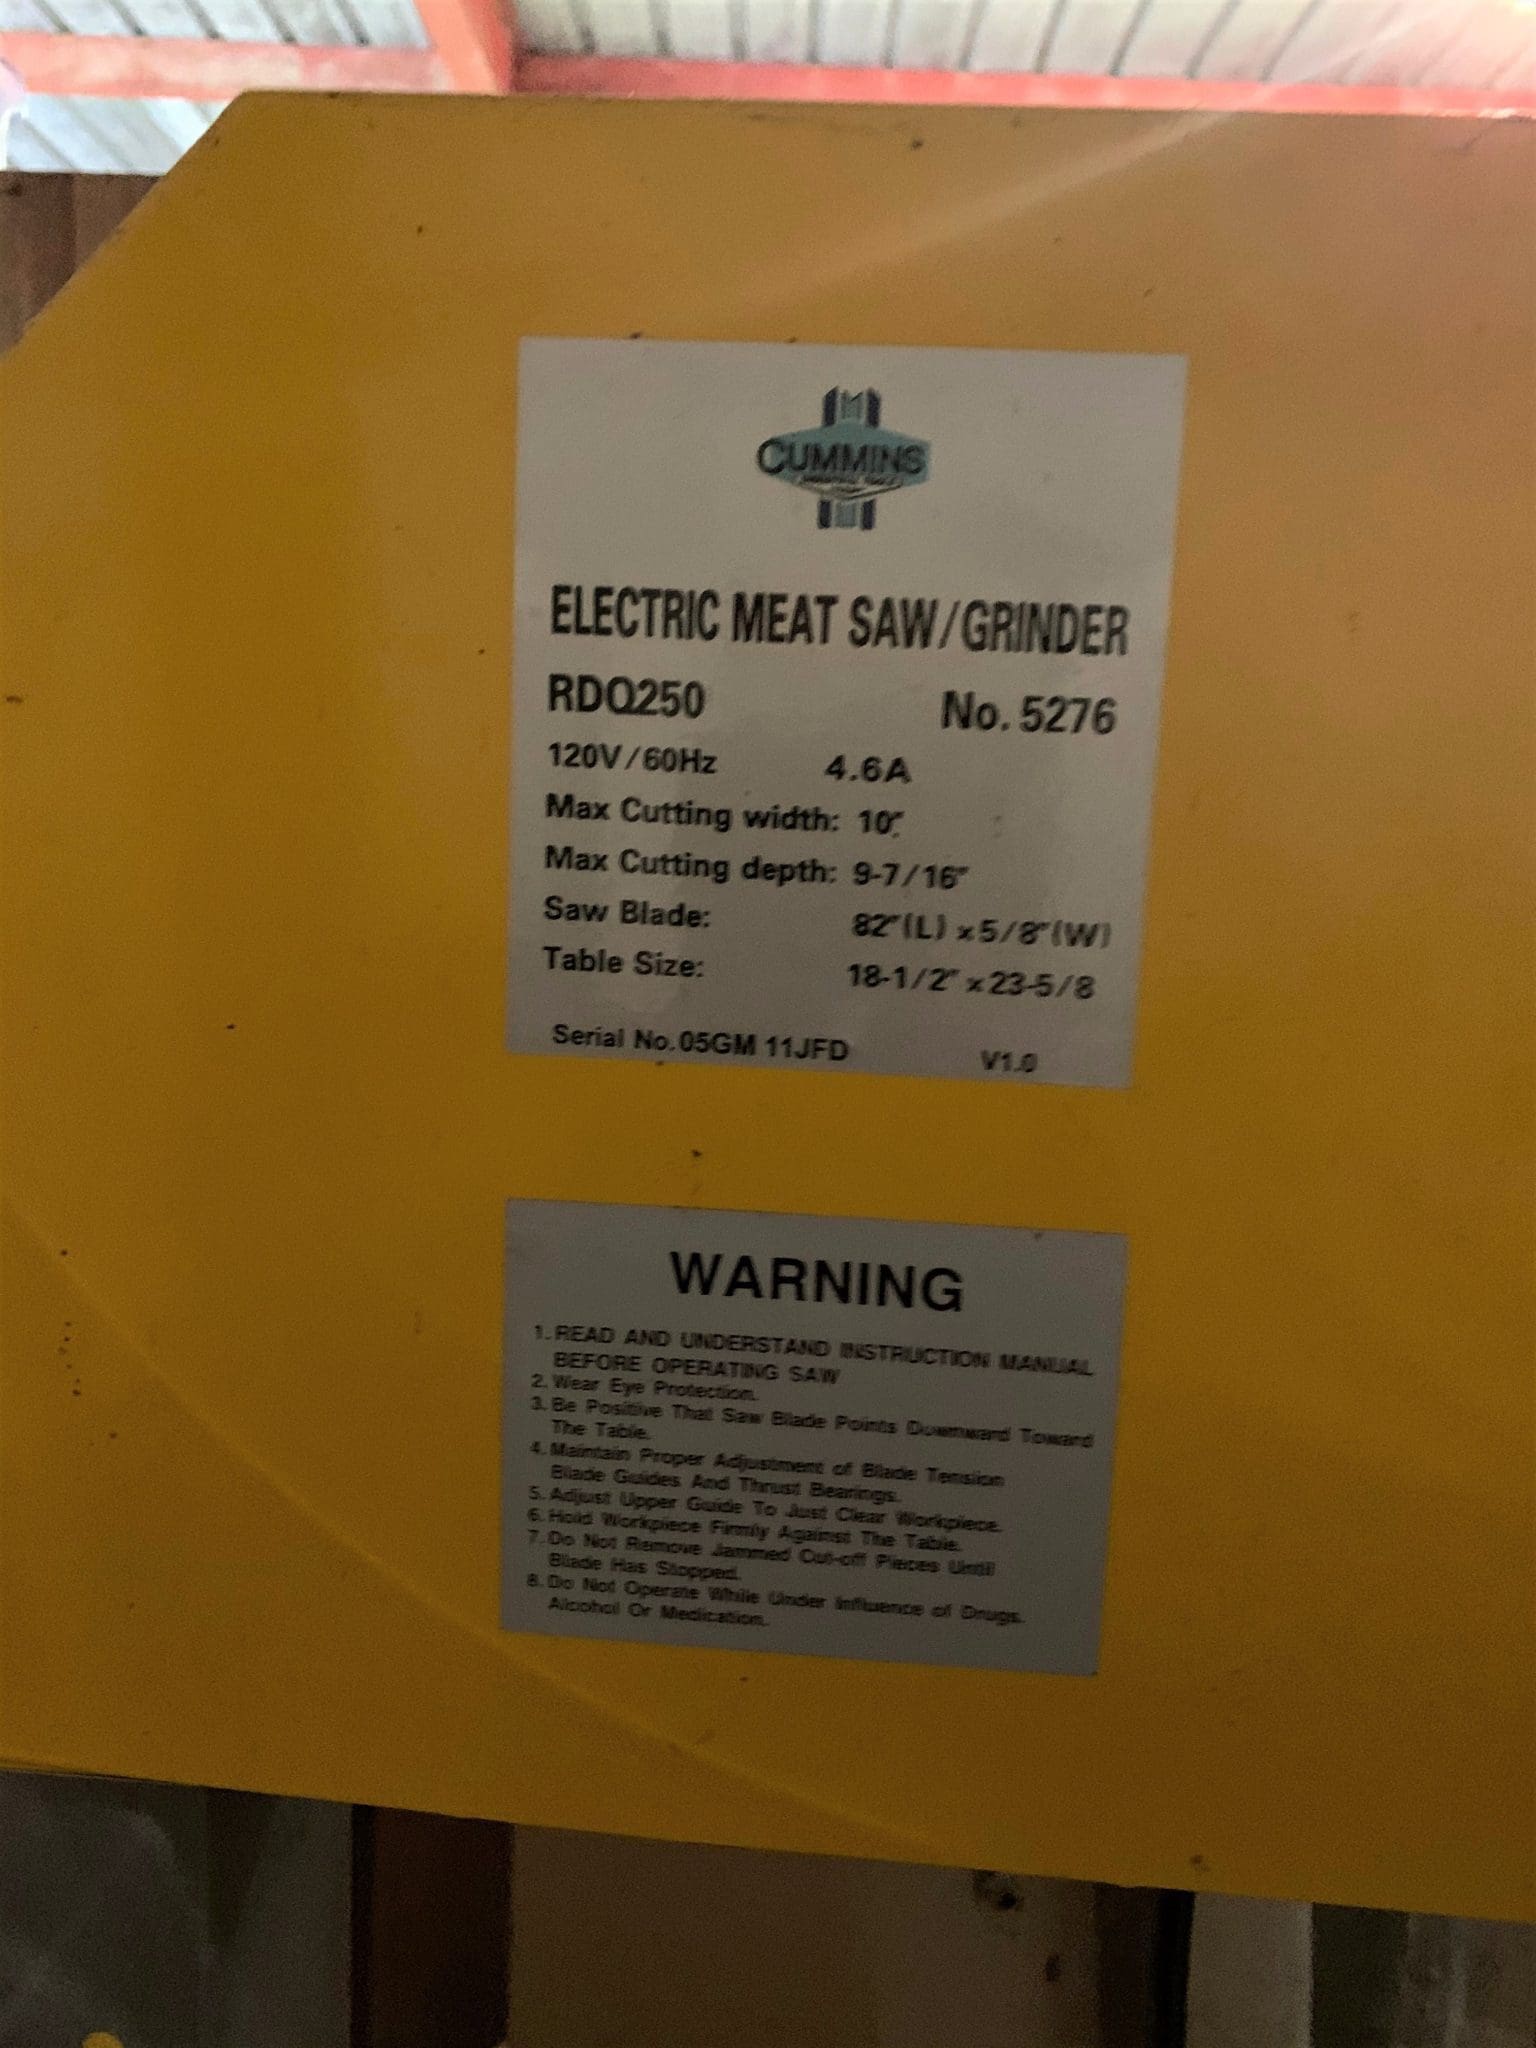 CUMMINS
ELECTRIC MEAT SAW/GRINDER
RDQ250 No. 5276
120V/60Hz 4.6A
Max Cutting width: 10"
Max Cutting depth: 9-7/16"
Saw Blade: 82"(L) x5/8"(W)
Table Size: 18-1/2" x23-5/8
Serial No.05GM 11JFD V1.0
WARNING
1. READ AND UNDERSTAND INSTRUCTION MANUAL
BEFORE OPERATING SAW
2. Wear Eye Protection.
3. Be Positive That Saw Blade Points Downward Toward
The Table.
4. Maintain Proper Adjustment of Blade Tension
Blade Guides And Thrust Bearings.
5. Adjust Upper Guide To Just Clear Workpiece.
6. Hold Workpiece Firmly Against The Table.
7. Do Not Remove Jammed Cut-off Pieces Until
Blade Has Stopped.
8. Do Not Operate While Under Influence of Drugs.
Alcohol Or Medication.